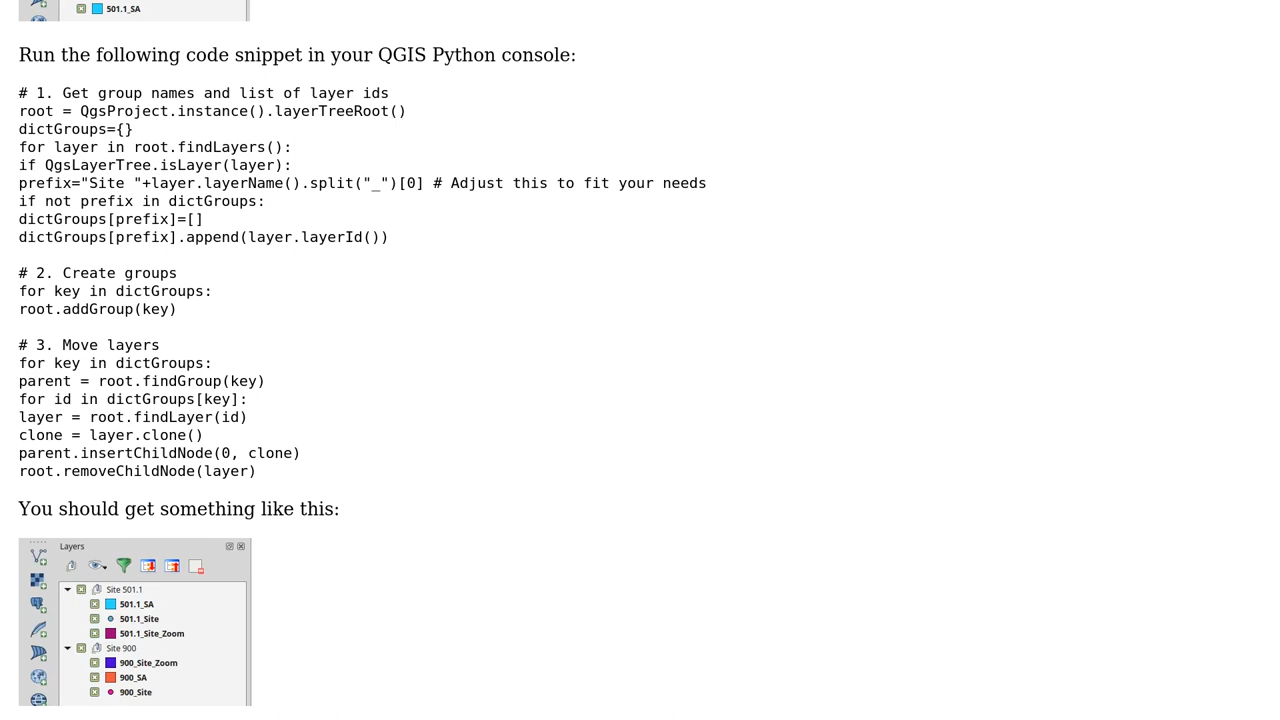 501.1_SA
Run the following code snippet in your QGIS Python console:
# 1. Get group names and list of layer ids
root = QgsProject.instance().layerTreeRoot()
dictGroups={}
for layer in root.findLayers():
if QgsLayerTree.isLayer(layer):
prefix="Site "+layer.layerName().split("_")[0] # Adjust this to fit your needs
if not prefix in dictGroups:
dictGroups[prefix]=[]
dictGroups[prefix].append(layer.layerId())
# 2. Create groups
for key in dictGroups:
root.addGroup(key)
# 3. Move layers
for key in dictGroups:
parent = root.findGroup(key)
for id in dictGroups[key]:
layer = root.findLayer(id)
clone = layer.clone()
parent.insertChildNode(0, clone)
root.removeChildNode(layer)
You should get something like this:
Layers
Site 501.1
501.1_SA
501.1_Site
501.1_Site_Zoom
Site 900
900_Site_Zoom
900_SA
900_Site